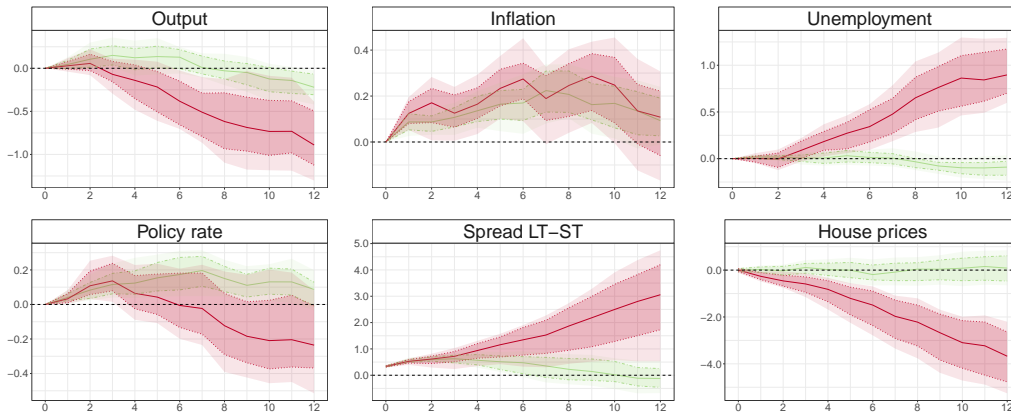 Output
Inflation
Unemployment
0.0
−0.5
−1.0
0 2 4 6 8 10 12
0.4
0.2
0.0
0 2 4 6 8 10 12
1.0
0.5
0.0
0 2 4 6 8 10 12
Policy rate
Spread LT−ST
House prices
0.2
0.0
−0.2
−0.4
0 2 4 6 8 10 12
5.0
4.0
3.0
2.0
1.0
0.0
0 2 4 6 8 10 12
0.0
−2.0
−4.0
0 2 4 6 8 10 12